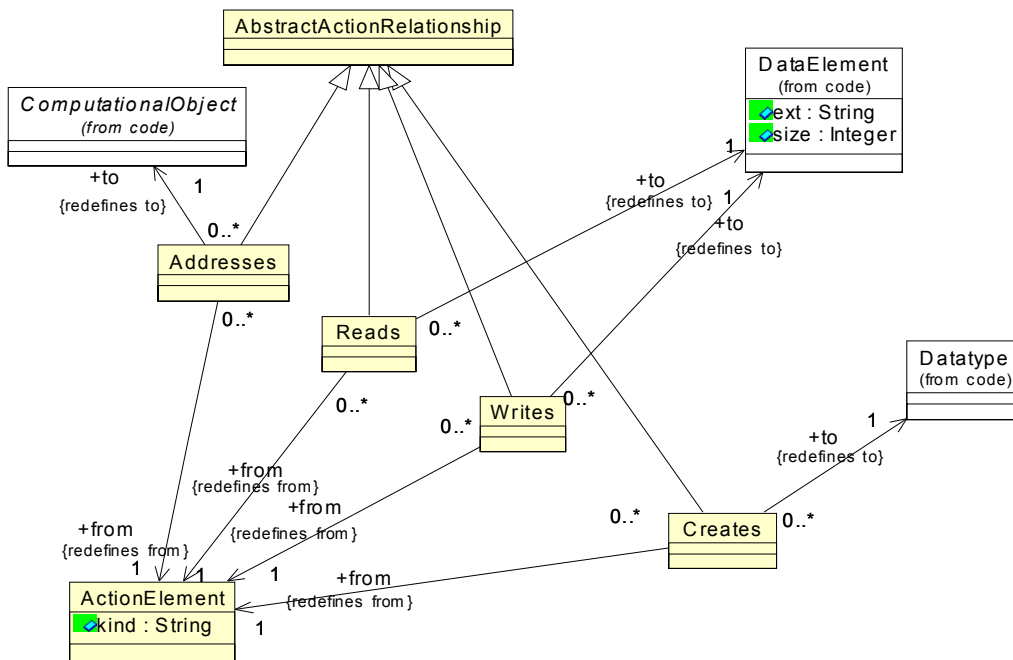 AbstractActionRelationship
DataElement
(from code)
ext : String
size : Integer
ComputationalObject
(from code)
1
+to
1
{redefines to}
+to
{redefines to}
1
+to
{redefines to}
0..*
Addresses
0..*
Reads
0..*
0..*
Datatype
(from code)
Writes
0..*
0..*
1
+to
{redefines to}
+from
{redefines from}
+from
{redefines from}
0..*
Creates
0..*
+from
{redefines from}
1
1
1
+from
{redefines from}
1
ActionElement
kind : String